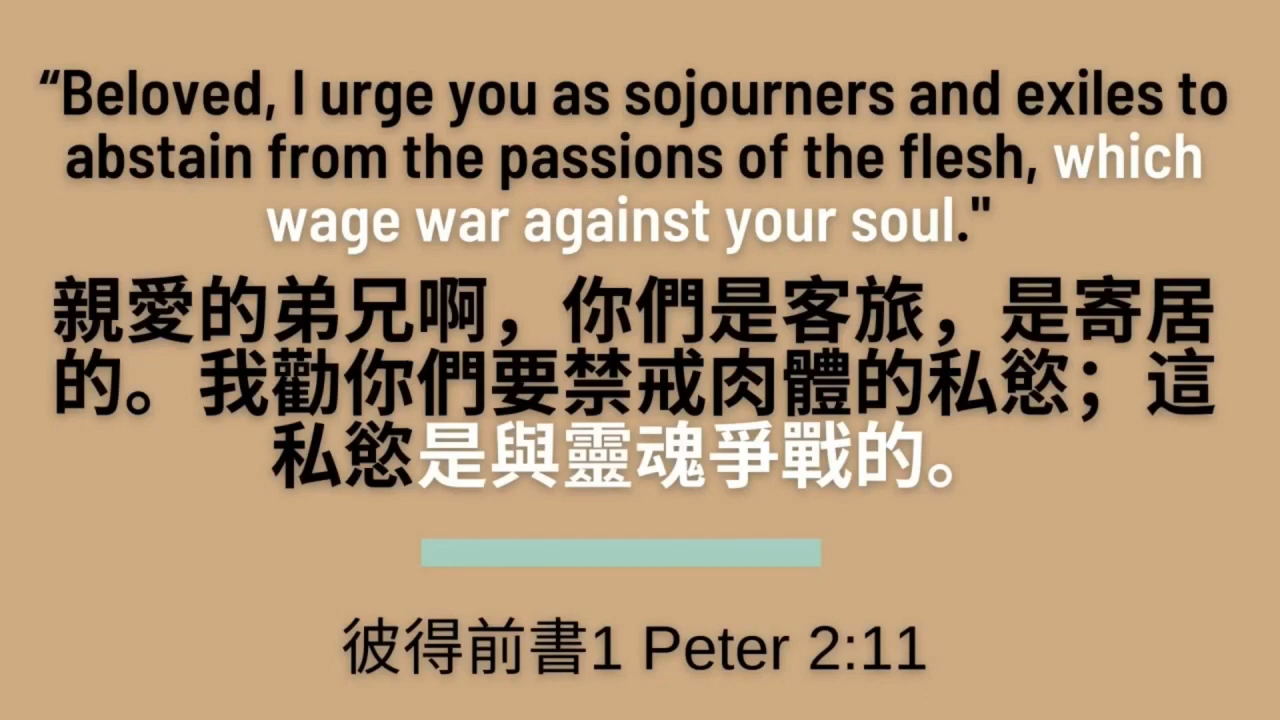 “Beloved, I urge you as sojourners and exiles to
abstain from the passions of the flesh, which
wage war against your soul."
親愛的弟兄啊，你們是客旅，是寄居
的。我勸你們要禁戒肉體的私慾；這
私慾是與靈魂爭戰的。
彼得前書1 Peter 2:11